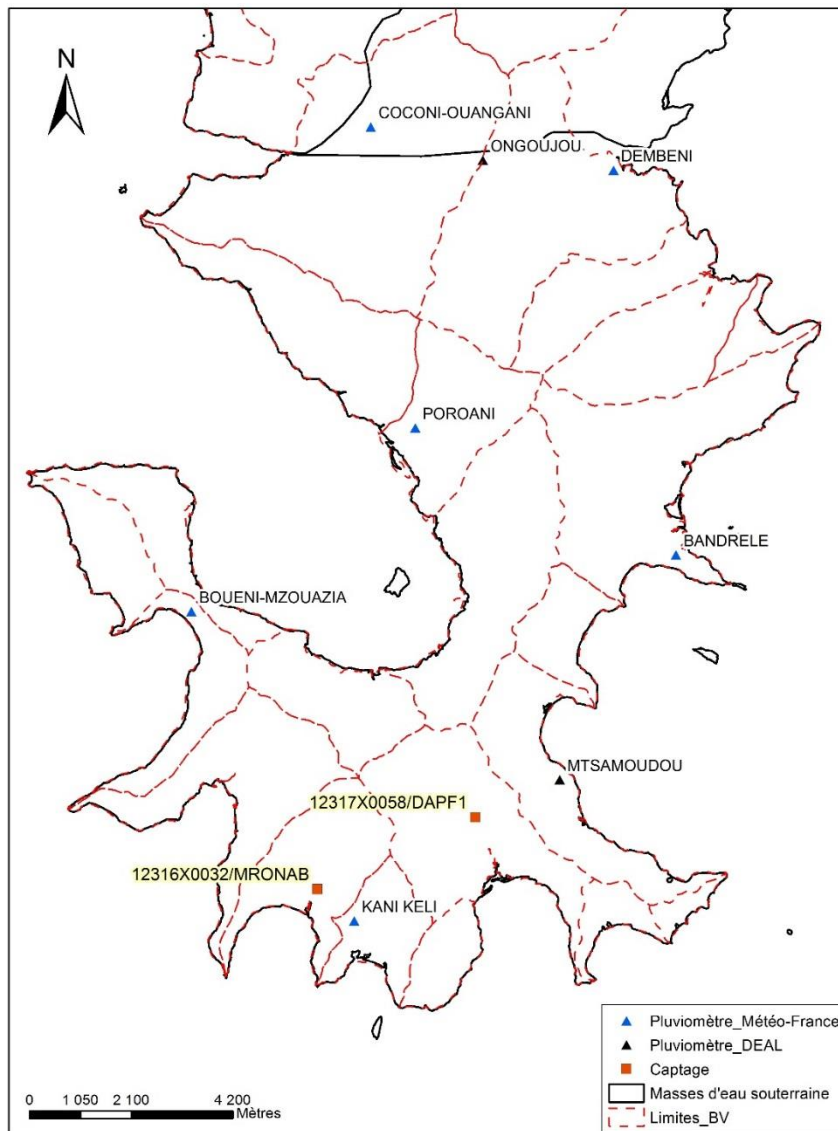 N
COCONI-OUANGANI
ONGOUJOU
DEMBENI
POROANI
BANDRELE
BOUENI-MZOUAZIA
MTSAMOUDOU
12317X0058/DAPF1
12316X0032/MRONAB
KANI KELI
Pluviomètre_Météo-France
Pluviomètre_DEAL
Captage
Masses d'eau souterraine
Limites_BV
0 1 050 2 100 4 200
Mètres